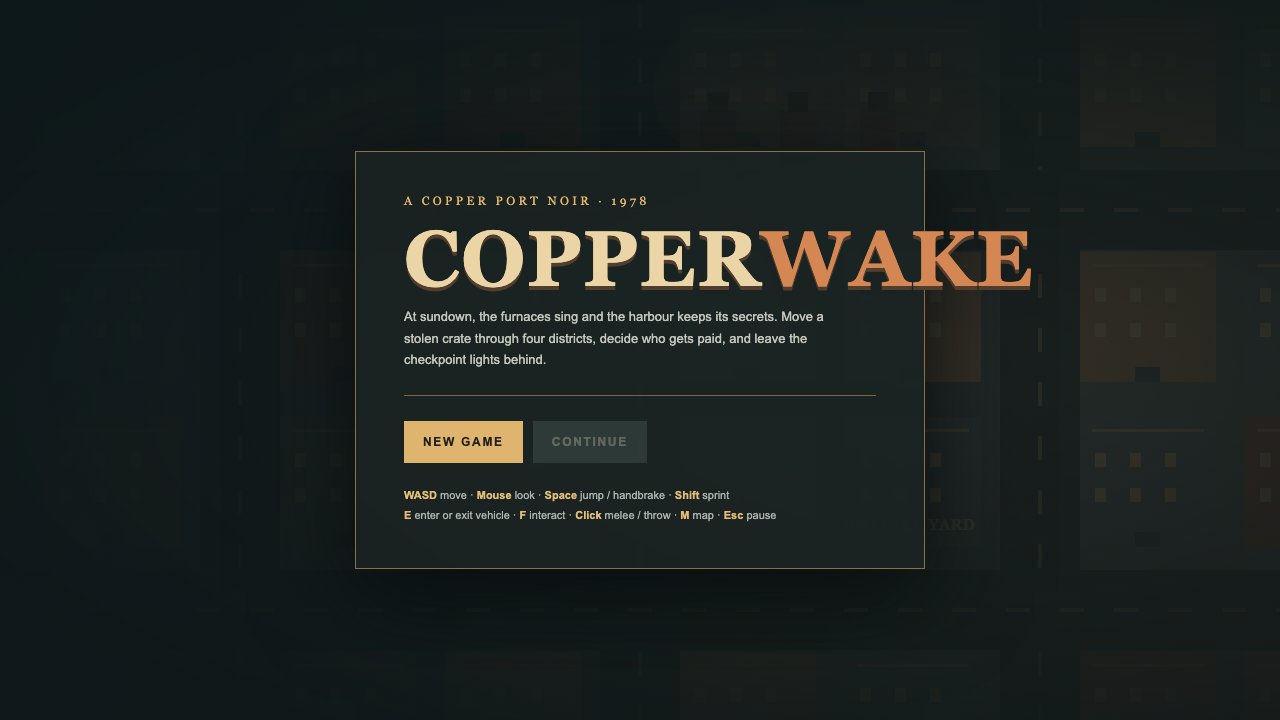 A COPPER PORT NOIR · 1978
COPPERWAKE
At sundown, the furnaces sing and the harbour keeps its secrets. Move a
stolen crate through four districts, decide who gets paid, and leave the
checkpoint lights behind.
NEW GAME
CONTINUE
WASD move · Mouse look · Space jump / handbrake · Shift sprint
E enter or exit vehicle · F interact · Click melee / throw · M map · Esc pause
YARD